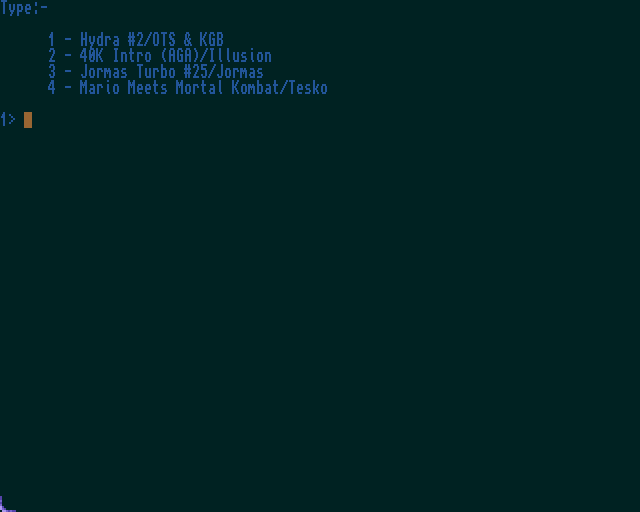 Type:-
1 - Hydra #2/OTS & KGB
2 - 40K Intro (AGA)/Illusion
3 - Jormas Turbo #25/Jormas
4 - Mario Meets Mortal Kombat/Tesko
1>